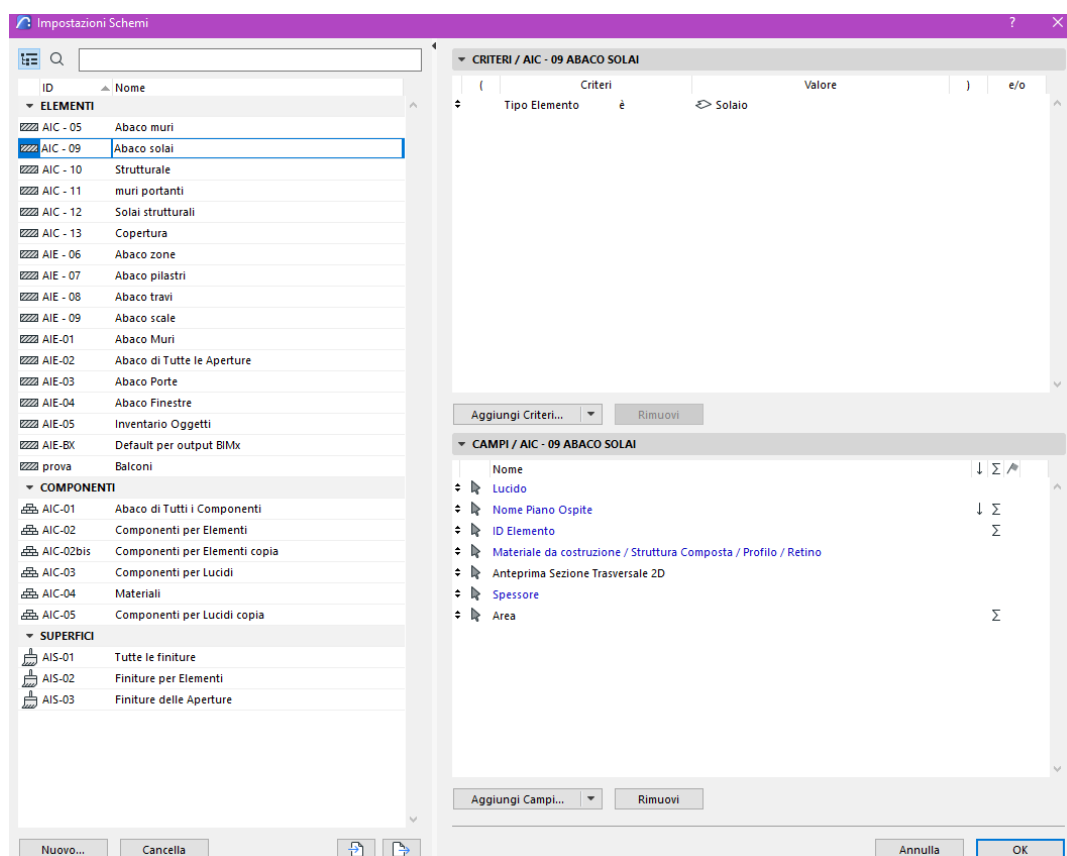 Impostazioni Schemi ? ×
ID Nome
ELEMENTI
AIC - 05 Abaco muri
AIC - 09 Abaco solai
AIC - 10 Strutturale
AIC - 11 muri portanti
AIC - 12 Solai strutturali
AIC - 13 Copertura
AIE - 06 Abaco zone
AIE - 07 Abaco pilastri
AIE - 08 Abaco travi
AIE - 09 Abaco scale
AIE-01 Abaco Muri
AIE-02 Abaco di Tutte le Aperture
AIE-03 Abaco Porte
AIE-04 Abaco Finestre
AIE-05 Inventario Oggetti
AIE-BX Default per output BIMx
prova Balconi
COMPONENTI
AIC-01 Abaco di Tutti i Componenti
AIC-02 Componenti per Elementi
AIC-02bis Componenti per Elementi copia
AIC-03 Componenti per Lucidi
AIC-04 Materiali
AIC-05 Componenti per Lucidi copia
SUPERFICI
AIS-01 Tutte le finiture
AIS-02 Finiture per Elementi
AIS-03 Finiture delle Aperture
Nuovo... Cancella
CRITERI / AIC - 09 ABACO SOLAI
( Criteri Valore ) e/o
Tipo Elemento è Solaio
Aggiungi Criteri... Rimuovi
CAMPI / AIC - 09 ABACO SOLAI
Nome ↓ Σ
Lucido
Nome Piano Ospite ↓ Σ
ID Elemento Σ
Materiale da costruzione / Struttura Composta / Profilo / Retino
Anteprima Sezione Trasversale 2D
Spessore
Area Σ
Aggiungi Campi... Rimuovi
Annulla OK